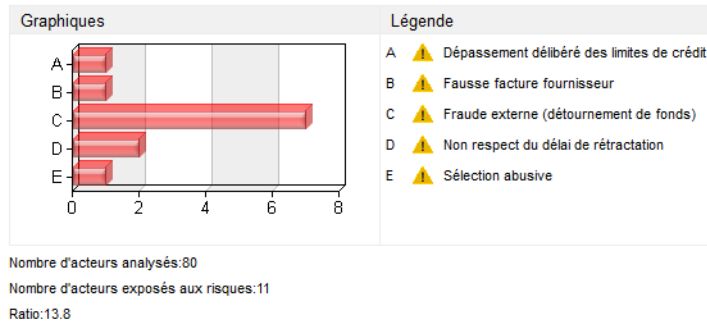 Graphiques
A
B
C
D
E
0 2 4 6 8
Légende
A Dépassement délibéré des limites de crédit
B Fausse facture fournisseur
C Fraude externe (détournement de fonds)
D Non respect du délai de rétractation
E Sélection abusive
Nombre d'acteurs analysés:80
Nombre d'acteurs exposés aux risques:11
Ratio:13.8